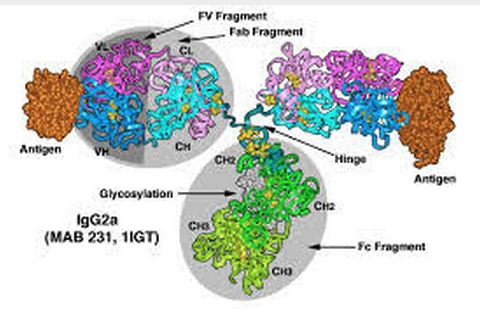 FV Fragment
Fab Fragment
VL
CL
Antigen
VH
CH
CH2
Hinge
Antigen
Glycosylation
CH2
IgG2a
(MAB 231, 1IGT)
CH3
Fc Fragment
CH3